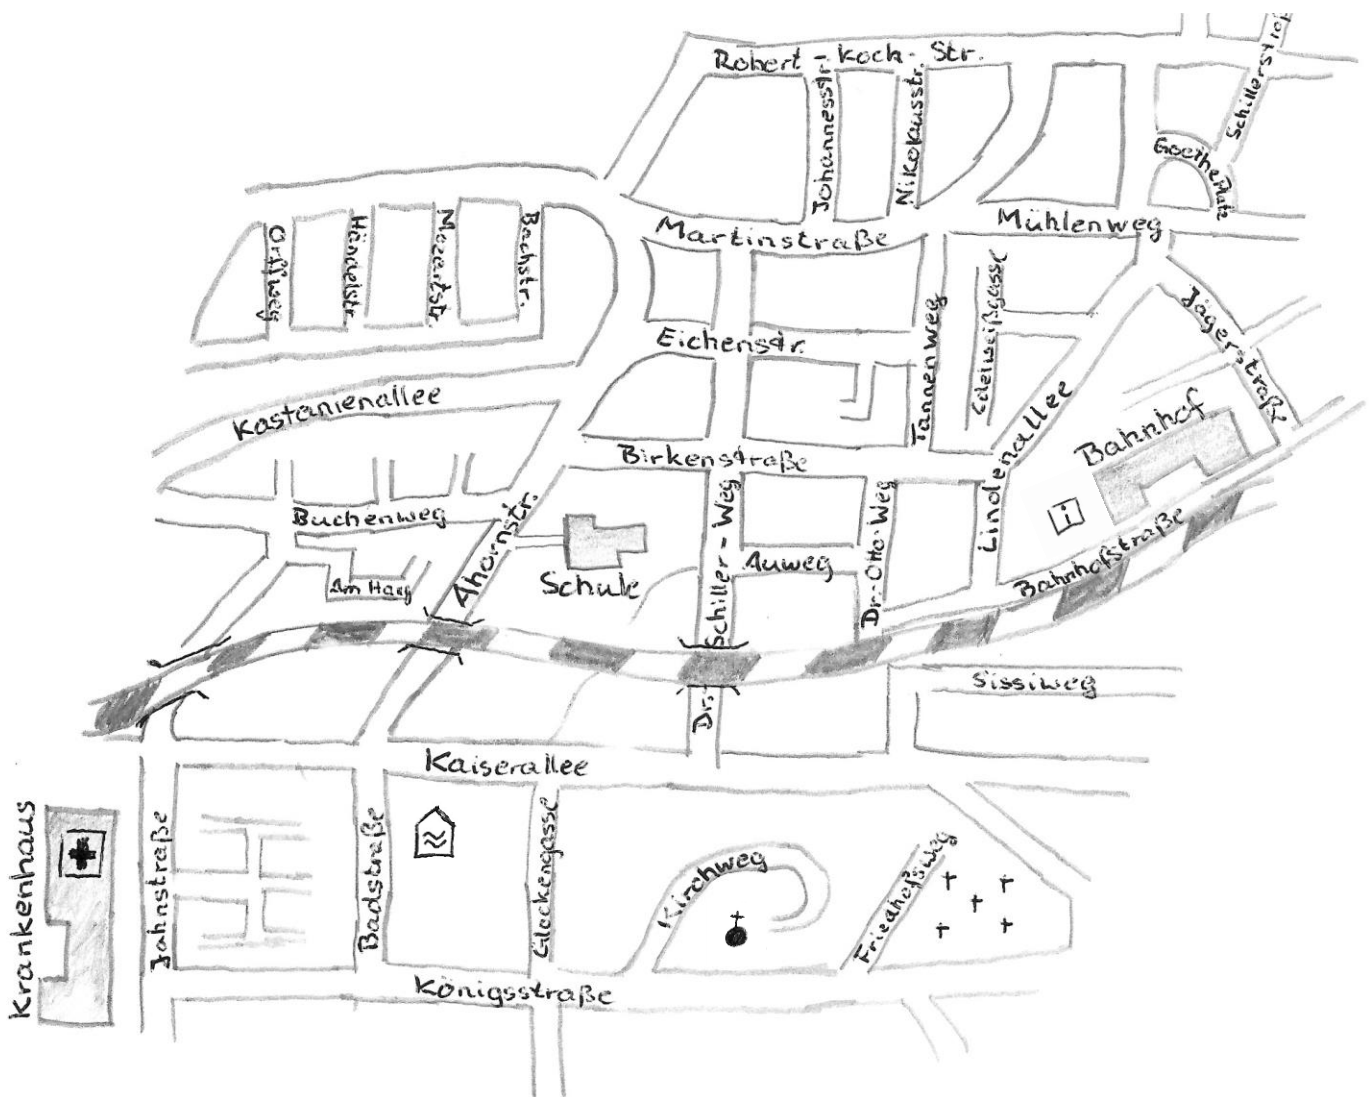 Robert-Koch-Str.
Johannesstr.
Nikolausstr.
Schillerstraß
Goetheplatz
Martinstraße
Mühlenweg
Orffweg
Händelstr.
Mozartstr.
Bachstr.
Jägerstraße
Eichenstr.
Tannenweg
Edelweißgasse
Kastanienallee
Lindenallee
Bahnhof
Birkenstraße
i
Buchenweg
Ahornstr.
Schule
Am Hang
Schiller-Weg
Auweg
Dr.-Otto-Weg
Bahnhofstraße
Dr.
Sissiweg
Kaiserallee
Krankenhaus
Jahnstraße
Badstraße
Glockengasse
Kirchweg
Friedhofsweg
Königsstraße